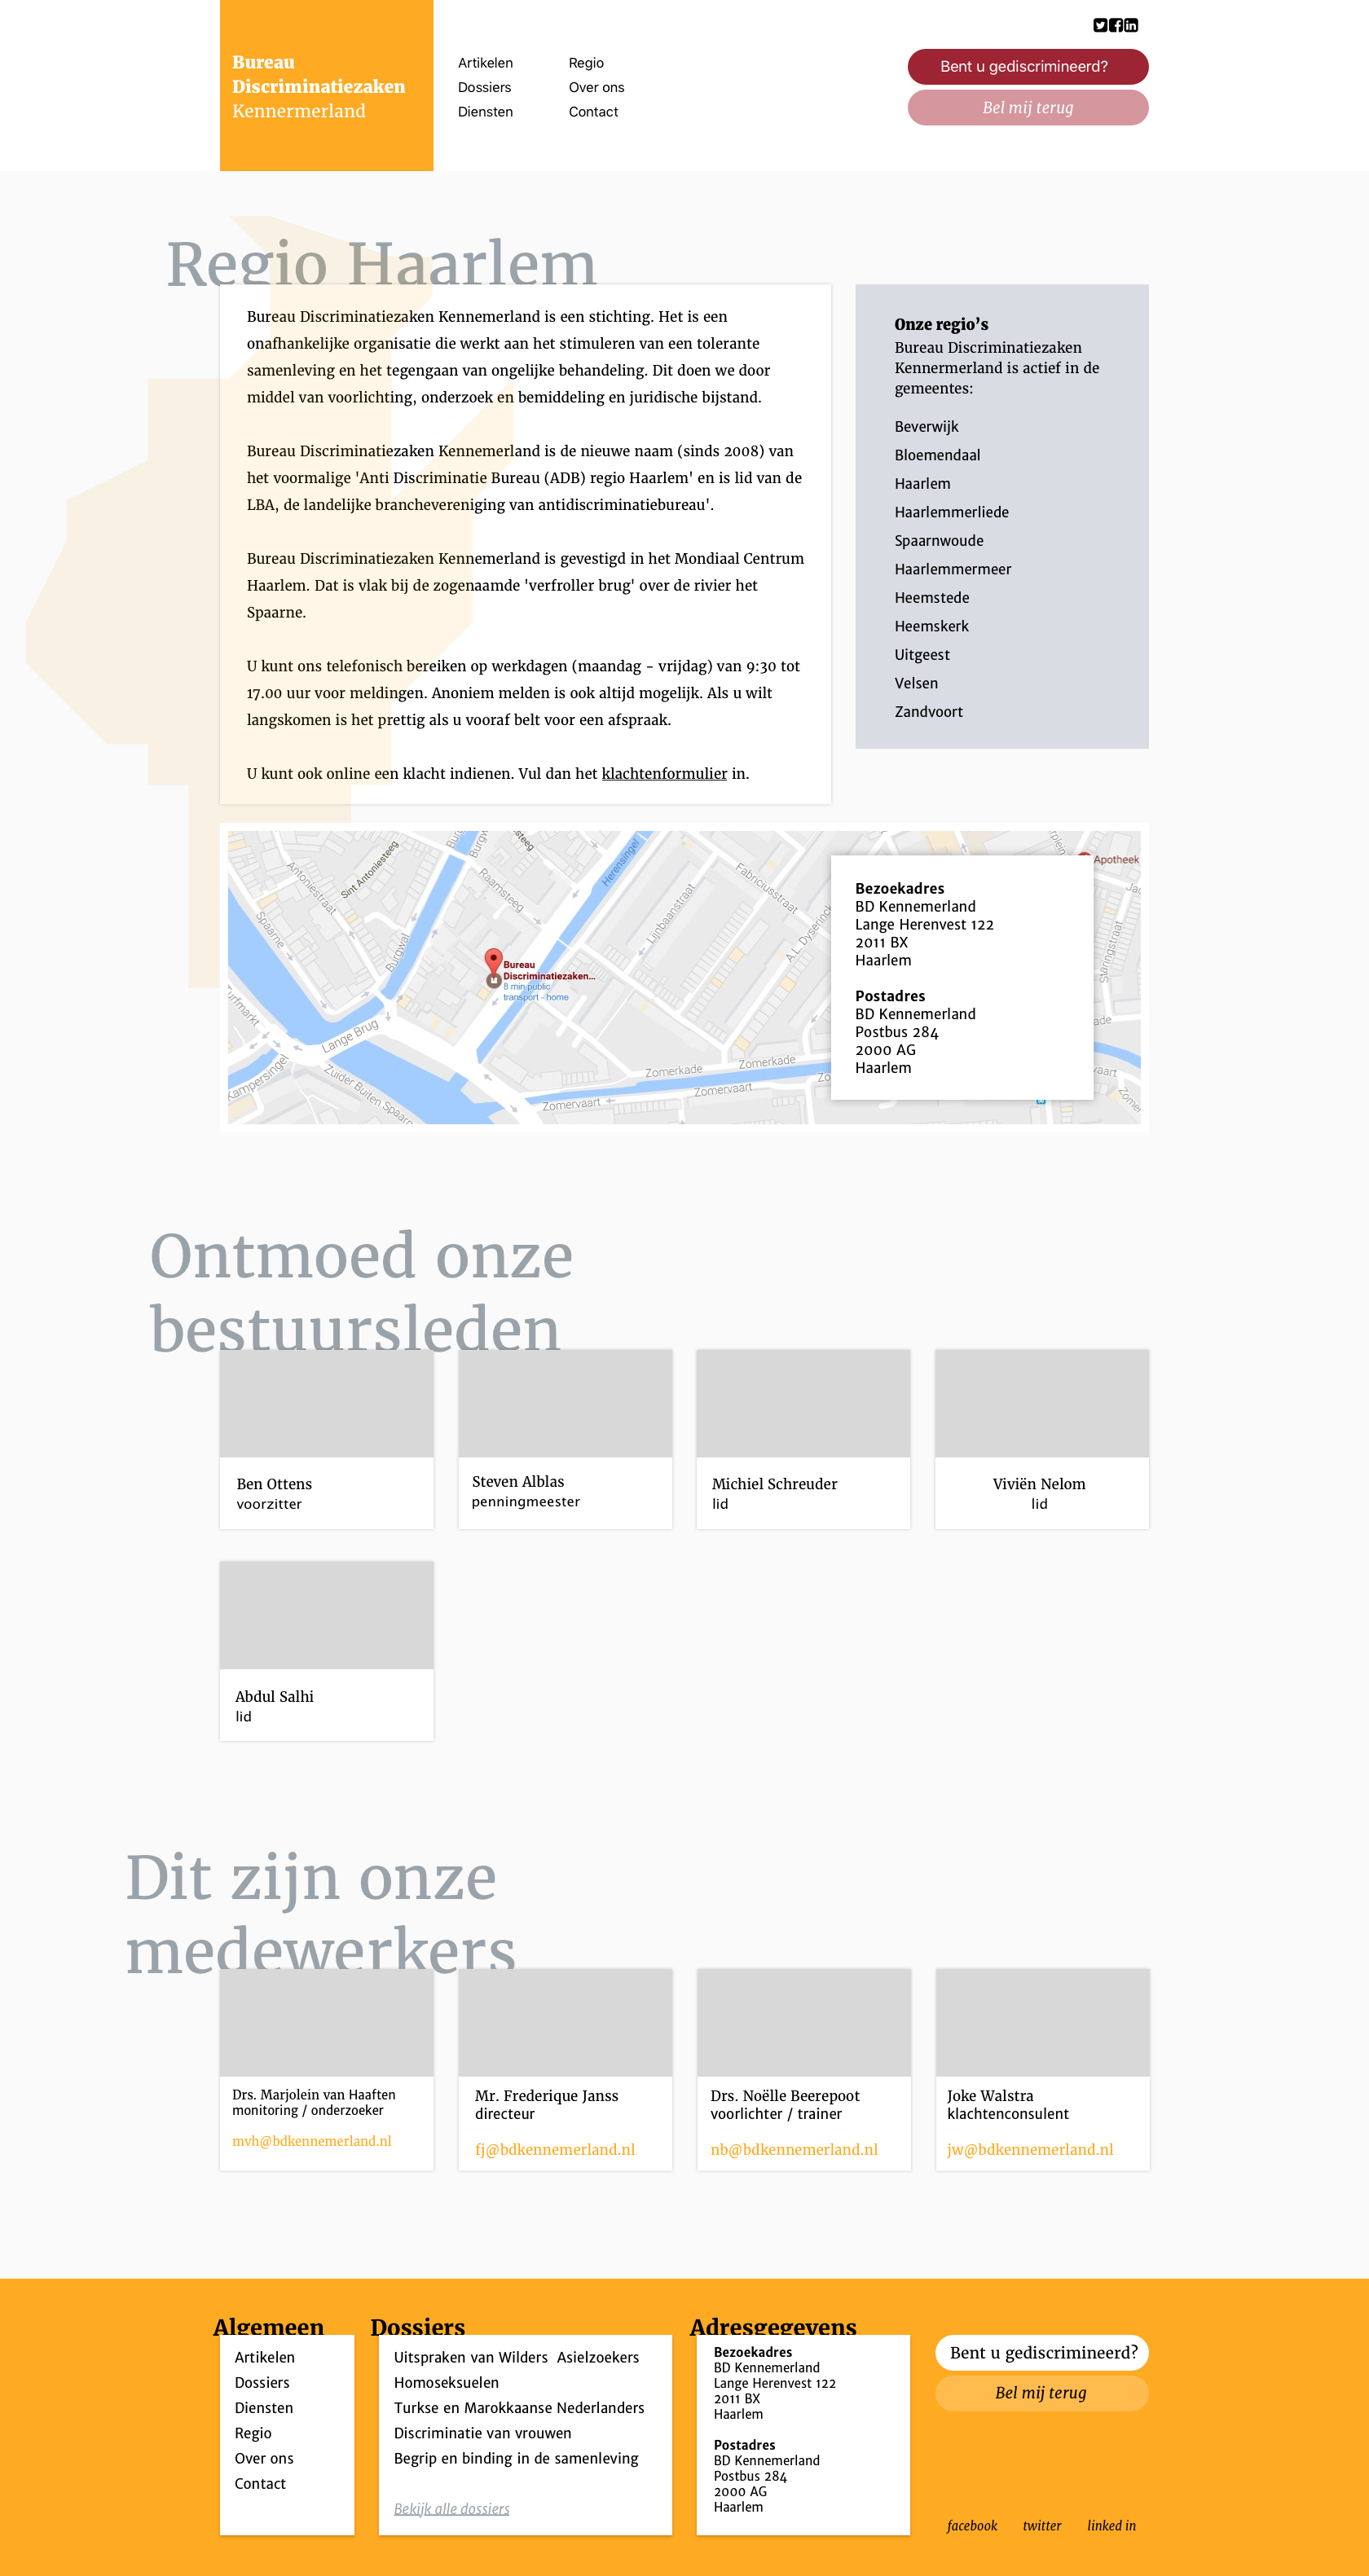 Bureau
Discriminatiezaken
Kennermerland
Artikelen
Dossiers
Diensten
Regio
Over ons
Contact
Bent u gediscrimineerd?
Bel mij terug
Regio Haarlem
Bureau Discriminatiezaken Kennemerland is een stichting. Het is een
onafhankelijke organisatie die werkt aan het stimuleren van een tolerante
samenleving en het tegengaan van ongelijke behandeling. Dit doen we door
middel van voorlichting, onderzoek en bemiddeling en juridische bijstand.
Bureau Discriminatiezaken Kennemerland is de nieuwe naam (sinds 2008) van
het voormalige 'Anti Discriminatie Bureau (ADB) regio Haarlem' en is lid van de
LBA, de landelijke branchevereniging van antidiscriminatiebureau'.
Bureau Discriminatiezaken Kennemerland is gevestigd in het Mondiaal Centrum
Haarlem. Dat is vlak bij de zogenaamde 'verfroller brug' over de rivier het
Spaarne.
U kunt ons telefonisch bereiken op werkdagen (maandag - vrijdag) van 9:30 tot
17.00 uur voor meldingen. Anoniem melden is ook altijd mogelijk. Als u wilt
langskomen is het prettig als u vooraf belt voor een afspraak.
U kunt ook online een klacht indienen. Vul dan het klachtenformulier in.
Onze regio’s
Bureau Discriminatiezaken
Kennermerland is actief in de
gemeentes:
Beverwijk
Bloemendaal
Haarlem
Haarlemmerliede
Spaarnwoude
Haarlemmermeer
Heemstede
Heemskerk
Uitgeest
Velsen
Zandvoort
Antoniestraat
Sint Antoniesteeg
Spaarne
Burgwal
Raamsteeg
Herensingel
Lijnbaanstraat
Fabriciusstraat
A.L. Dyserinck
Apotheek
Staringstraat
Bureau
Discriminatiezaken...
8 min public
transport - home
Lange Brug
Kampersingel
Zuider Buiten Spaarne
Zomerkade
Zomerkade
Zomervaart
Zomervaart
Bezoekadres
BD Kennemerland
Lange Herenvest 122
2011 BX
Haarlem
Postadres
BD Kennemerland
Postbus 284
2000 AG
Haarlem
Ontmoed onze
bestuursleden
Ben Ottens
voorzitter
Steven Alblas
penningmeester
Michiel Schreuder
lid
Viviën Nelom
lid
Abdul Salhi
lid
Dit zijn onze
medewerkers
Drs. Marjolein van Haaften
monitoring / onderzoeker
mvh@bdkennemerland.nl
Mr. Frederique Janss
directeur
fj@bdkennemerland.nl
Drs. Noëlle Beerepoot
voorlichter / trainer
nb@bdkennemerland.nl
Joke Walstra
klachtenconsulent
jw@bdkennemerland.nl
Algemeen
Artikelen
Dossiers
Diensten
Regio
Over ons
Contact
Dossiers
Uitspraken van Wilders Asielzoekers
Homoseksuelen
Turkse en Marokkaanse Nederlanders
Discriminatie van vrouwen
Begrip en binding in de samenleving
Bekijk alle dossiers
Adresgegevens
Bezoekadres
BD Kennemerland
Lange Herenvest 122
2011 BX
Haarlem
Postadres
BD Kennemerland
Postbus 284
2000 AG
Haarlem
Bent u gediscrimineerd?
Bel mij terug
facebook twitter linked in